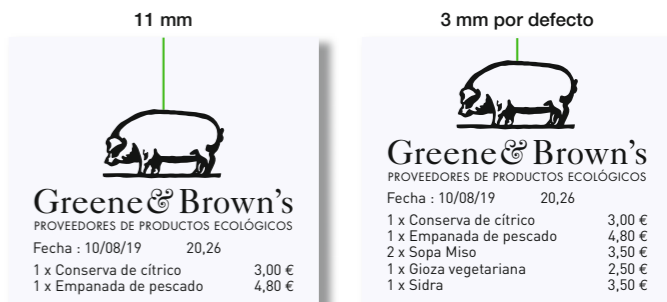 11 mm
Greene & Brown's
PROVEEDORES DE PRODUCTOS ECOLÓGICOS
Fecha : 10/08/19 20,26
1 x Conserva de cítrico 3,00 €
1 x Empanada de pescado 4,80 €
3 mm por defecto
Greene & Brown's
PROVEEDORES DE PRODUCTOS ECOLÓGICOS
Fecha : 10/08/19 20,26
1 x Conserva de cítrico 3,00 €
1 x Empanada de pescado 4,80 €
2 x Sopa Miso 3,50 €
1 x Gioza vegetariana 2,50 €
1 x Sidra 3,50 €